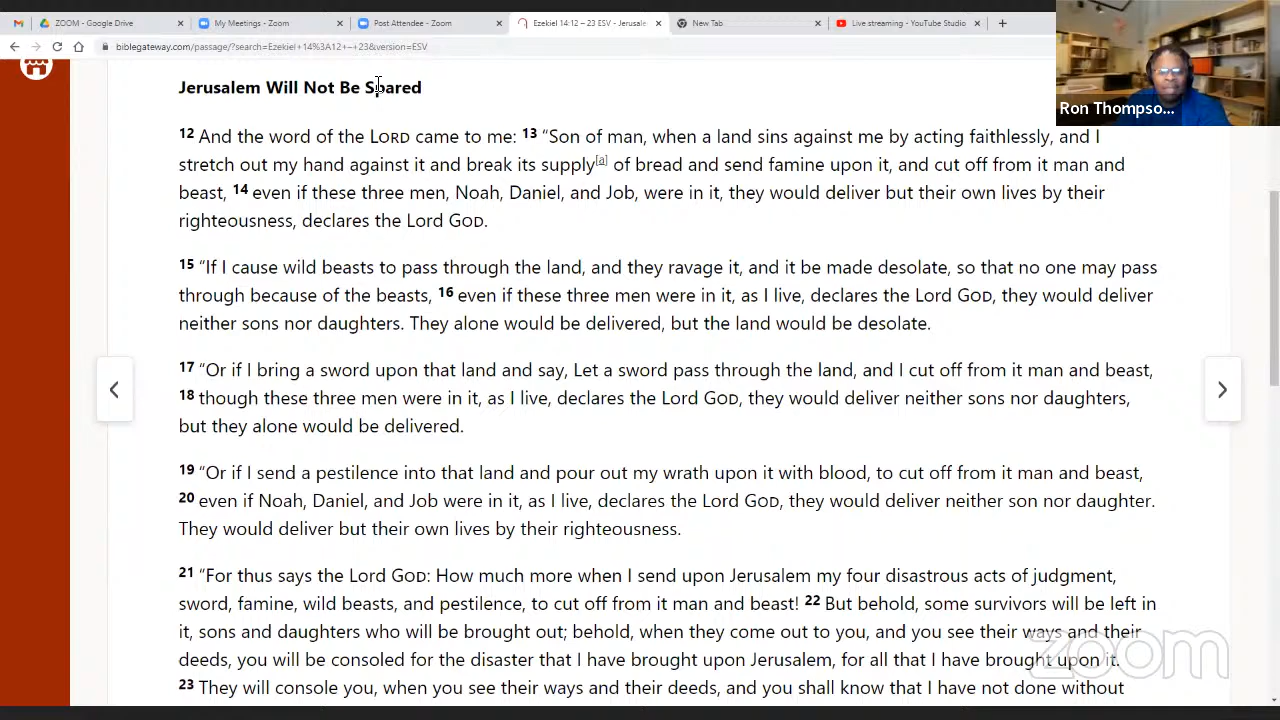 ZOOM - Google Drive
My Meetings - Zoom
Post Attendee - Zoom
Ezekiel 14:12 – 23 ESV - Jerusale
New Tab
Live streaming - YouTube Studio
biblegateway.com/passage/?search=Ezekiel+14%3A12+–+23&version=ESV
Ron Thompso...
Jerusalem Will Not Be Spared
12 And the word of the LORD came to me: 13 “Son of man, when a land sins against me by acting faithlessly, and I
stretch out my hand against it and break its supply[a] of bread and send famine upon it, and cut off from it man and
beast, 14 even if these three men, Noah, Daniel, and Job, were in it, they would deliver but their own lives by their
righteousness, declares the Lord GOD.
15 “If I cause wild beasts to pass through the land, and they ravage it, and it be made desolate, so that no one may pass
through because of the beasts, 16 even if these three men were in it, as I live, declares the Lord GOD, they would deliver
neither sons nor daughters. They alone would be delivered, but the land would be desolate.
17 “Or if I bring a sword upon that land and say, Let a sword pass through the land, and I cut off from it man and beast,
18 though these three men were in it, as I live, declares the Lord GOD, they would deliver neither sons nor daughters,
but they alone would be delivered.
19 “Or if I send a pestilence into that land and pour out my wrath upon it with blood, to cut off from it man and beast,
20 even if Noah, Daniel, and Job were in it, as I live, declares the Lord GOD, they would deliver neither son nor daughter.
They would deliver but their own lives by their righteousness.
21 “For thus says the Lord GOD: How much more when I send upon Jerusalem my four disastrous acts of judgment,
sword, famine, wild beasts, and pestilence, to cut off from it man and beast! 22 But behold, some survivors will be left in
it, sons and daughters who will be brought out; behold, when they come out to you, and you see their ways and their
deeds, you will be consoled for the disaster that I have brought upon Jerusalem, for all that I have brought upon it.
23 They will console you, when you see their ways and their deeds, and you shall know that I have not done without
zoom